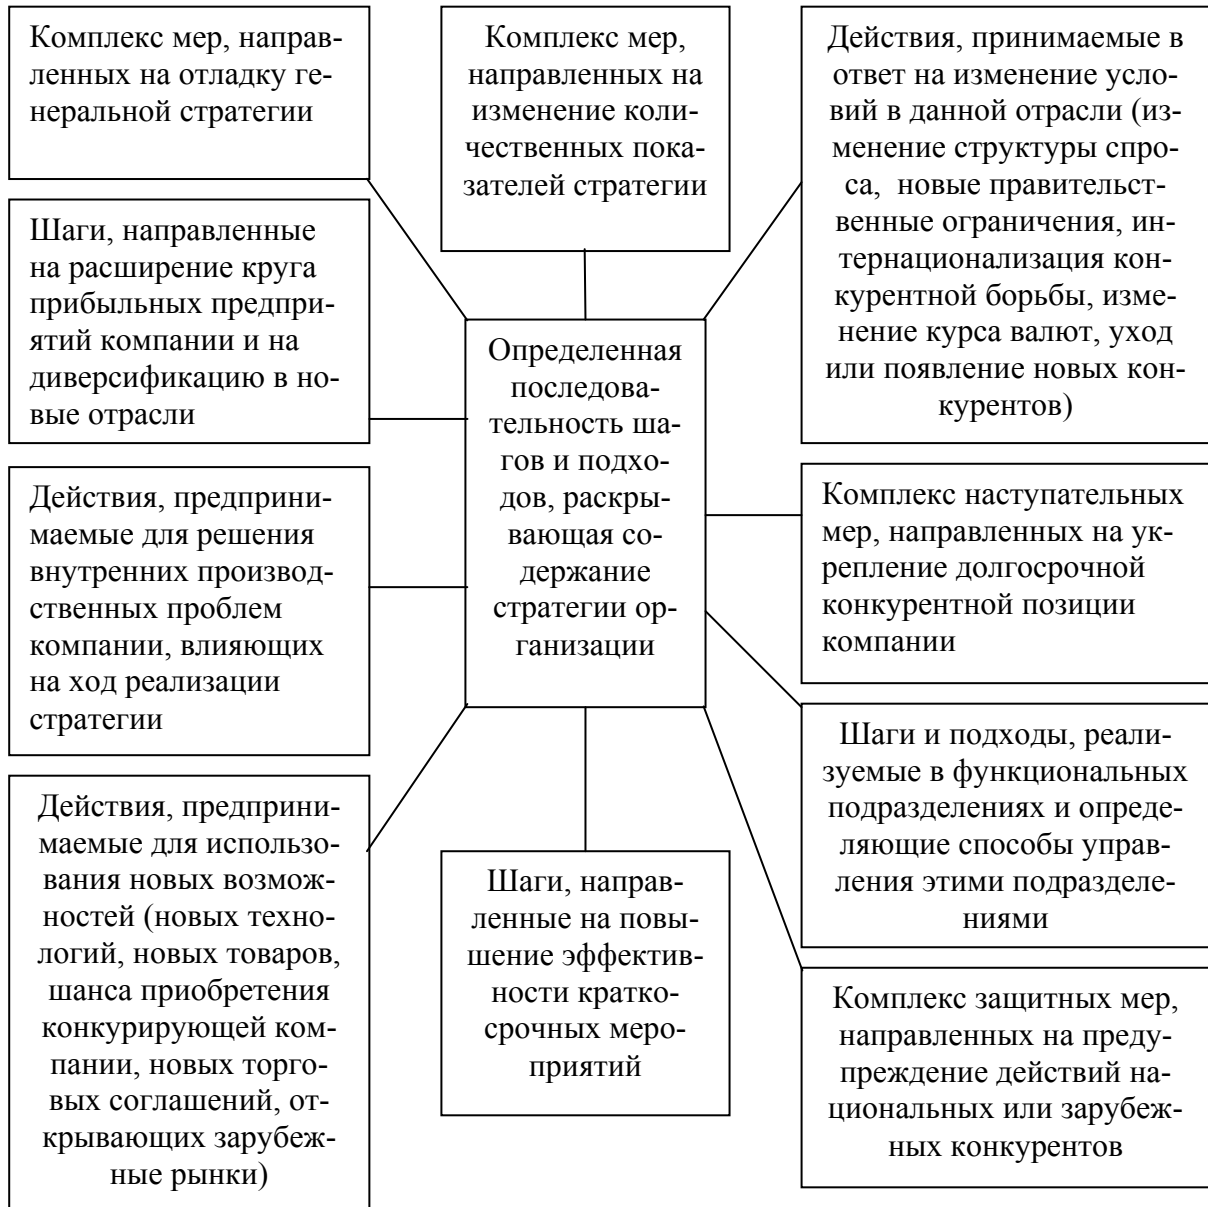 Комплекс мер, направ-
ленных на отладку ге-
неральной стратегии
Комплекс мер,
направленных на
изменение коли-
чественных пока-
зателей стратегии
Действия, принимаемые в
ответ на изменение усло-
вий в данной отрасли (из-
менение структуры спро-
са, новые правительст-
венные ограничения, ин-
тернационализация кон-
курентной борьбы, изме-
нение курса валют, уход
или появление новых кон-
курентов)
Шаги, направленные
на расширение круга
прибыльных предпри-
ятий компании и на
диверсификацию в но-
вые отрасли
Определенная
последова-
тельность ша-
гов и подхо-
дов, раскры-
вающая со-
держание
стратегии ор-
ганизации
Действия, предприни-
маемые для решения
внутренних производ-
ственных проблем
компании, влияющих
на ход реализации
стратегии
Комплекс наступательных
мер, направленных на ук-
репление долгосрочной
конкурентной позиции
компании
Шаги и подходы, реали-
зуемые в функциональных
подразделениях и опреде-
ляющие способы управ-
ления этими подразделе-
ниями
Действия, предприни-
маемые для использо-
вания новых возмож-
ностей (новых техно-
логий, новых товаров,
шанса приобретения
конкурирующей ком-
пании, новых торго-
вых соглашений, от-
крывающих зарубеж-
ные рынки)
Шаги, направ-
ленные на повы-
шение эффектив-
ности кратко-
срочных меро-
приятий
Комплекс защитных мер,
направленных на преду-
преждение действий на-
циональных или зарубеж-
ных конкурентов